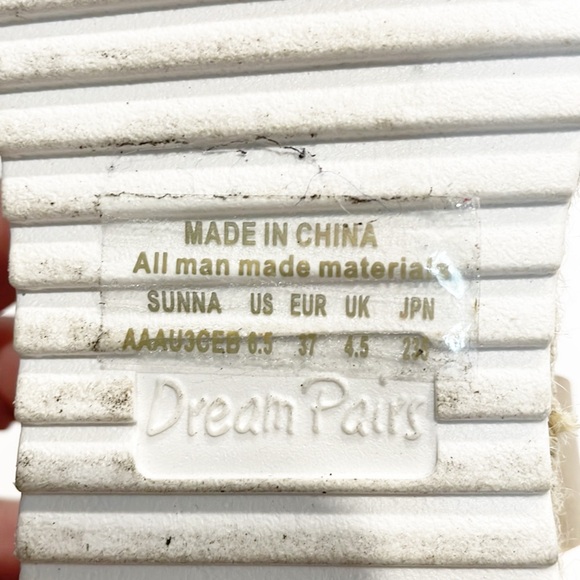 MADE IN CHINA
All man made materials
SUNNA US EUR UK JPN
6.5 37 4.5
Dream Pairs